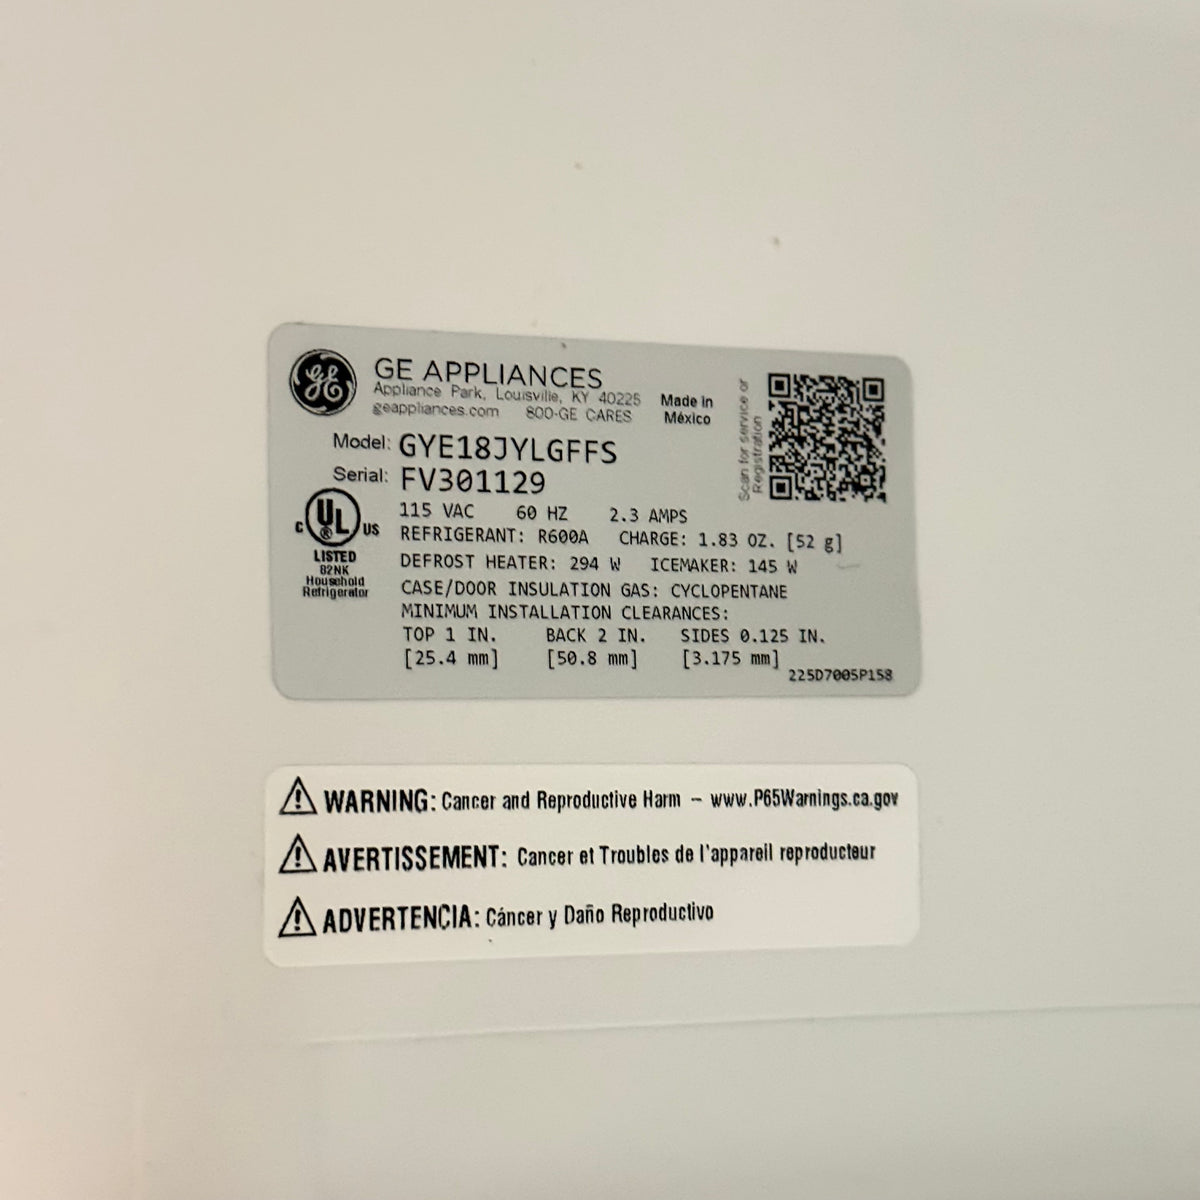 GE APPLIANCES
Appliance Park, Louisville, KY 40225
geappliances.com 800-GE CARES
Made in
México
Scan for service or
Registration
Model: GYE18JYLGFFS
Serial: FV301129
115 VAC 60 HZ 2.3 AMPS
REFRIGERANT: R600A CHARGE: 1.83 OZ. [52 g]
DEFROST HEATER: 294 W ICEMAKER: 145 W
CASE/DOOR INSULATION GAS: CYCLOPENTANE
MINIMUM INSTALLATION CLEARANCES:
TOP 1 IN. BACK 2 IN. SIDES 0.125 IN.
[25.4 mm] [50.8 mm] [3.175 mm]
225D7005P158
GE
C UL ® US
LISTED
82NK
Household
Refrigerator
WARNING: Cancer and Reproductive Harm – www.P65Warnings.ca.gov
AVERTISSEMENT: Cancer et Troubles de l'appareil reproducteur
ADVERTENCIA: Cáncer y Daño Reproductivo